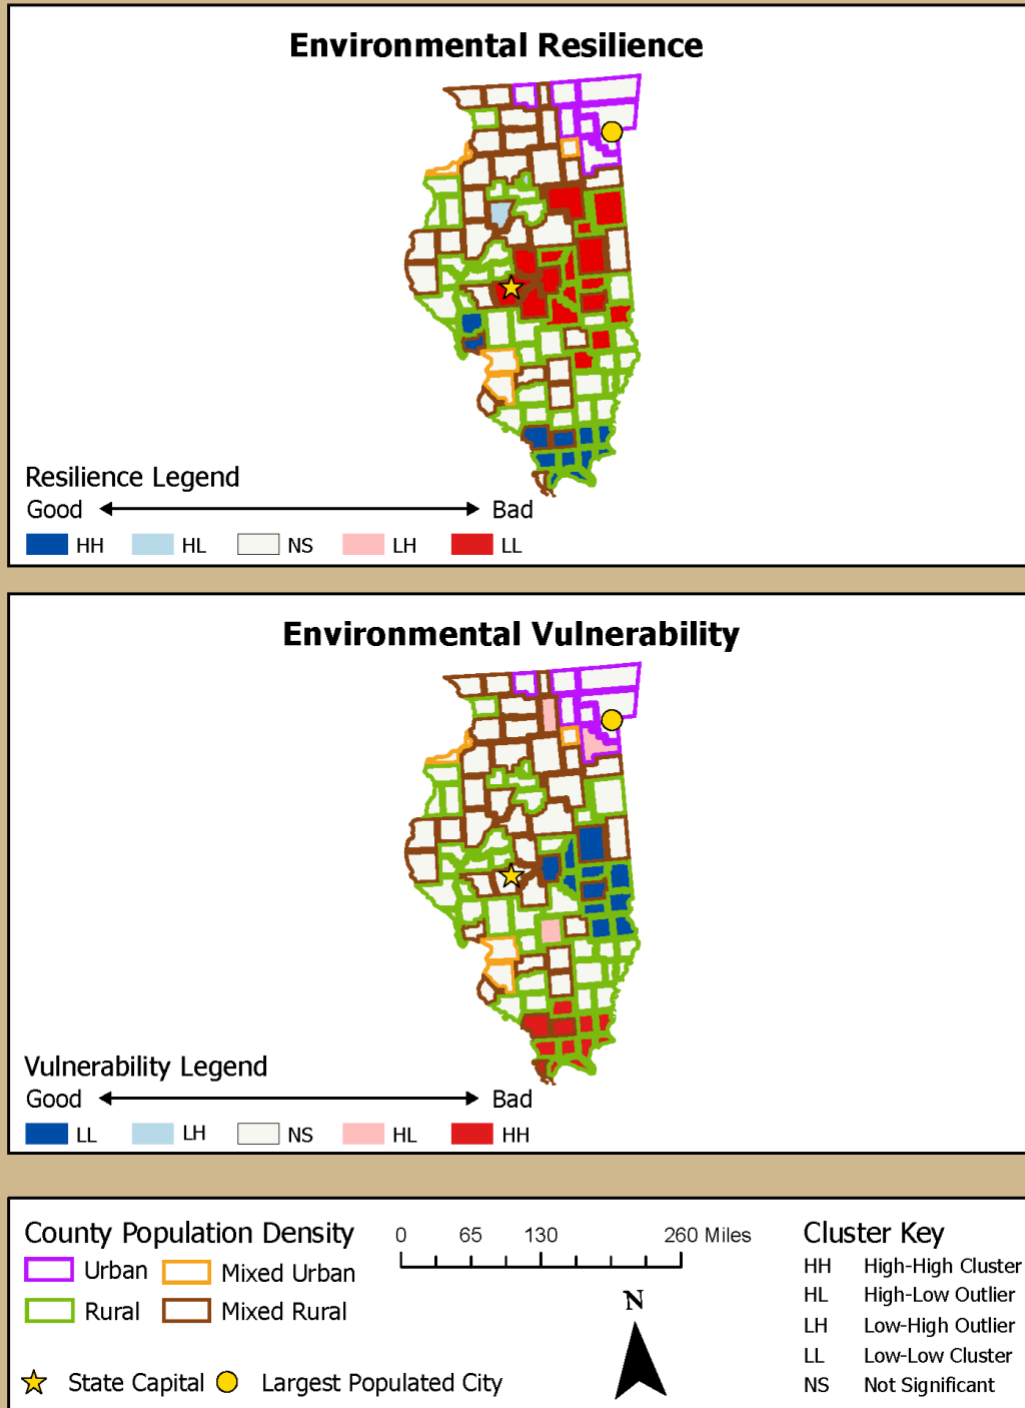 Environmental Resilience
Resilience Legend
Good Bad
HH HL NS LH LL
Environmental Vulnerability
Vulnerability Legend
Good Bad
LL LH NS HL HH
County Population Density
Urban Mixed Urban
Rural Mixed Rural
State Capital Largest Populated City
0 65 130 260 Miles
N
Cluster Key
HH High-High Cluster
HL High-Low Outlier
LH Low-High Outlier
LL Low-Low Cluster
NS Not Significant